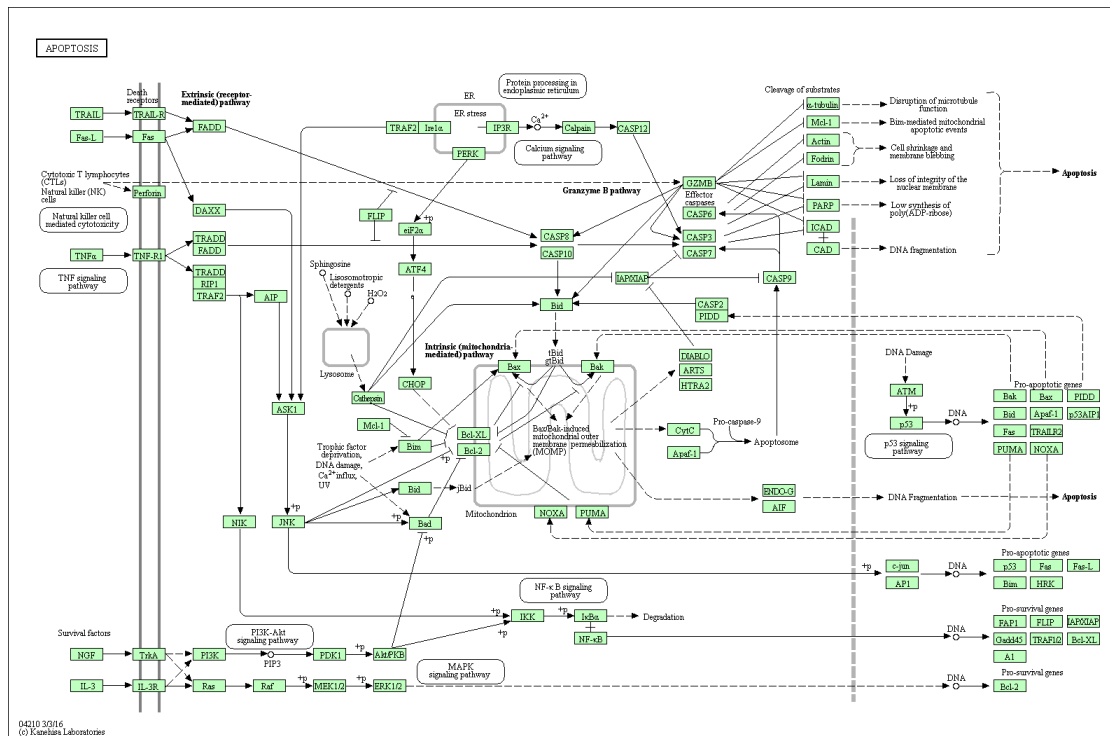 APOPTOSIS
Death
receptors
Extrinsic (receptor-
mediated) pathway
TRAIL
TRAIL-R
Fas-L
Fas
FADD
ER
ER stress
TRAF2
Ire1α
IP3R
PERK
Protein processing in
endoplasmic reticulum
Ca2+
Calpain
CASP12
Calcium signaling
pathway
Cleavage of substrates
α-tubulin
Mcl-1
Actin
Fodrin
Lamin
PARP
ICAD
CAD
Disruption of microtubule
function
Bim-mediated mitochondrial
apoptotic events
Cell shrinkage and
membrane blebbing
Loss of integrity of the
nuclear membrane
Low synthesis of
poly(ADP-ribose)
DNA fragmentation
Apoptosis
Cytotoxic T lymphocytes
(CTLs)
Natural killer (NK)
cells
Perforin
Natural killer cell
mediated cytotoxicity
DAXX
Granzyme B pathway
GZMB
Effector
caspases
CASP6
CASP3
CASP7
FLIP
+p
eiF2α
ATF4
CASP8
CASP10
TNFα
TNF-R1
TRADD
FADD
TRADD
RIP1
TRAF2
AIP
TNF signaling
pathway
Sphingosine
Lisosomotropic
detergents
H2O2
Lysosome
IAP/XIAP
CASP9
Bid
CASP2
PIDD
Intrinsic (mitochondria-
mediated) pathway
tBid
gtBid
Bax
Bak
DIABLO
ARTS
HTRA2
CHOP
Cathepsin
ASK1
Mcl-1
Bcl-XL
Bcl-2
Bim
+p
Trophic factor
deprivation,
DNA damage,
Ca2+ influx,
UV
Bax/Bak-induced
mitochondrial outer
membrane permeabilization
(MOMP)
CytC
Apaf-1
Pro-caspase-9
Apoptosome
DNA Damage
ATM
+p
p53
p53 signaling
pathway
DNA
Pro-apoptotic genes
Bak
Bax
PIDD
Bid
Apaf-1
p53AIP1
Fas
TRAILR2
PUMA
NOXA
Bid
jBid
Bad
+p
+p
+p
NIK
JNK
+p
Mitochondrion
NOXA
PUMA
ENDO-G
AIF
DNA Fragmentation
Apoptosis
+p
c-jun
AP1
DNA
Pro-apoptotic genes
p53
Fas
Fas-L
Bim
HRK
NF-κB signaling
pathway
+p
IKK
+p
+p
IκBα
NF-κB
Degradation
DNA
Pro-survival genes
FAP1
FLIP
IAP/XIAP
Gadd45
TRAF1/2
Bcl-XL
A1
Survival factors
NGF
TrkA
PI3K
PIP3
PDK1
+p
Akt/PKB
PI3K-Akt
signaling pathway
IL-3
IL-3R
Ras
Raf
+p
MEK1/2
+p
ERK1/2
MAPK
signaling pathway
DNA
Pro-survival genes
Bcl-2
04210 3/3/16
(c) Kanehisa Laboratories